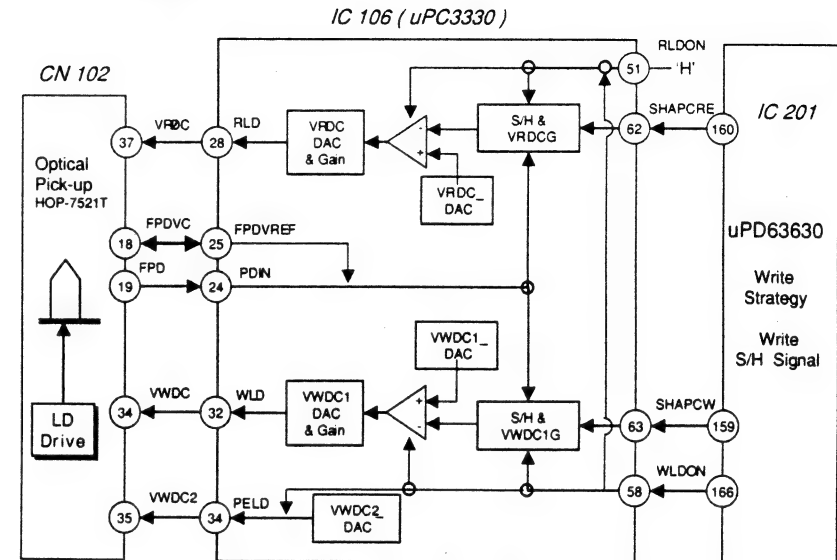 IC 106 ( uPC3330 )
CN 102
RLDON
'H'
51
VRDC
37
28
RLD
VRDC
DAC
& Gain
-
+
S/H &
VRDCG
62
SHAPCRE
160
IC 201
Optical
Pick-up
HOP-7521T
VRDC_
DAC
FPDVC
18
25
FPDVREF
uPD63630
FPD
19
24
PDIN
Write
Strategy
Write
S/H Signal
VWDC1_
DAC
VWDC
34
32
WLD
VWDC1
DAC
& Gain
+
-
S/H &
VWDC1G
63
SHAPCW
159
LD
Drive
WLDON
58
166
VWDC2
35
34
PELD
VWDC2_
DAC